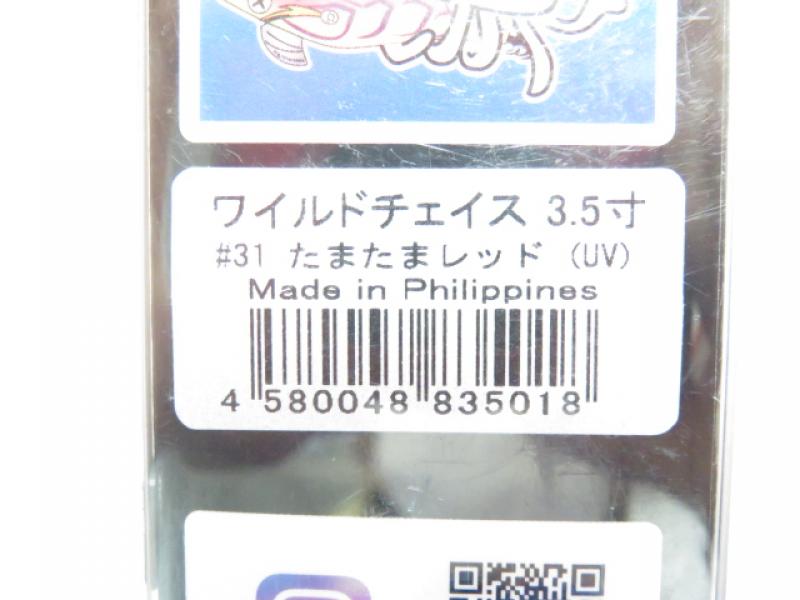 ワイルドチェイス 3.5寸
#31 たまたまレッド (UV)
Made in Philippines
4 580048 835018